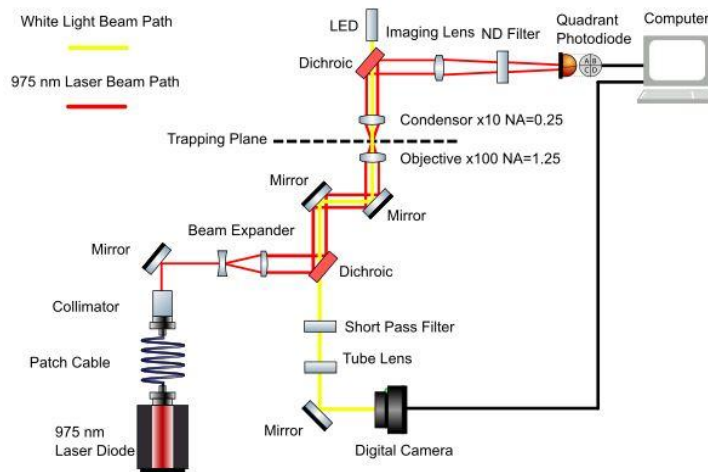 White Light Beam Path
975 nm Laser Beam Path
LED
Imaging Lens
ND Filter
Quadrant
Photodiode
Computer
Dichroic
A B
C D
Condensor x10 NA=0.25
Trapping Plane
Objective x100 NA=1.25
Mirror
Mirror
Beam Expander
Mirror
Dichroic
Collimator
Short Pass Filter
Patch Cable
Tube Lens
975 nm
Laser Diode
Mirror
Digital Camera